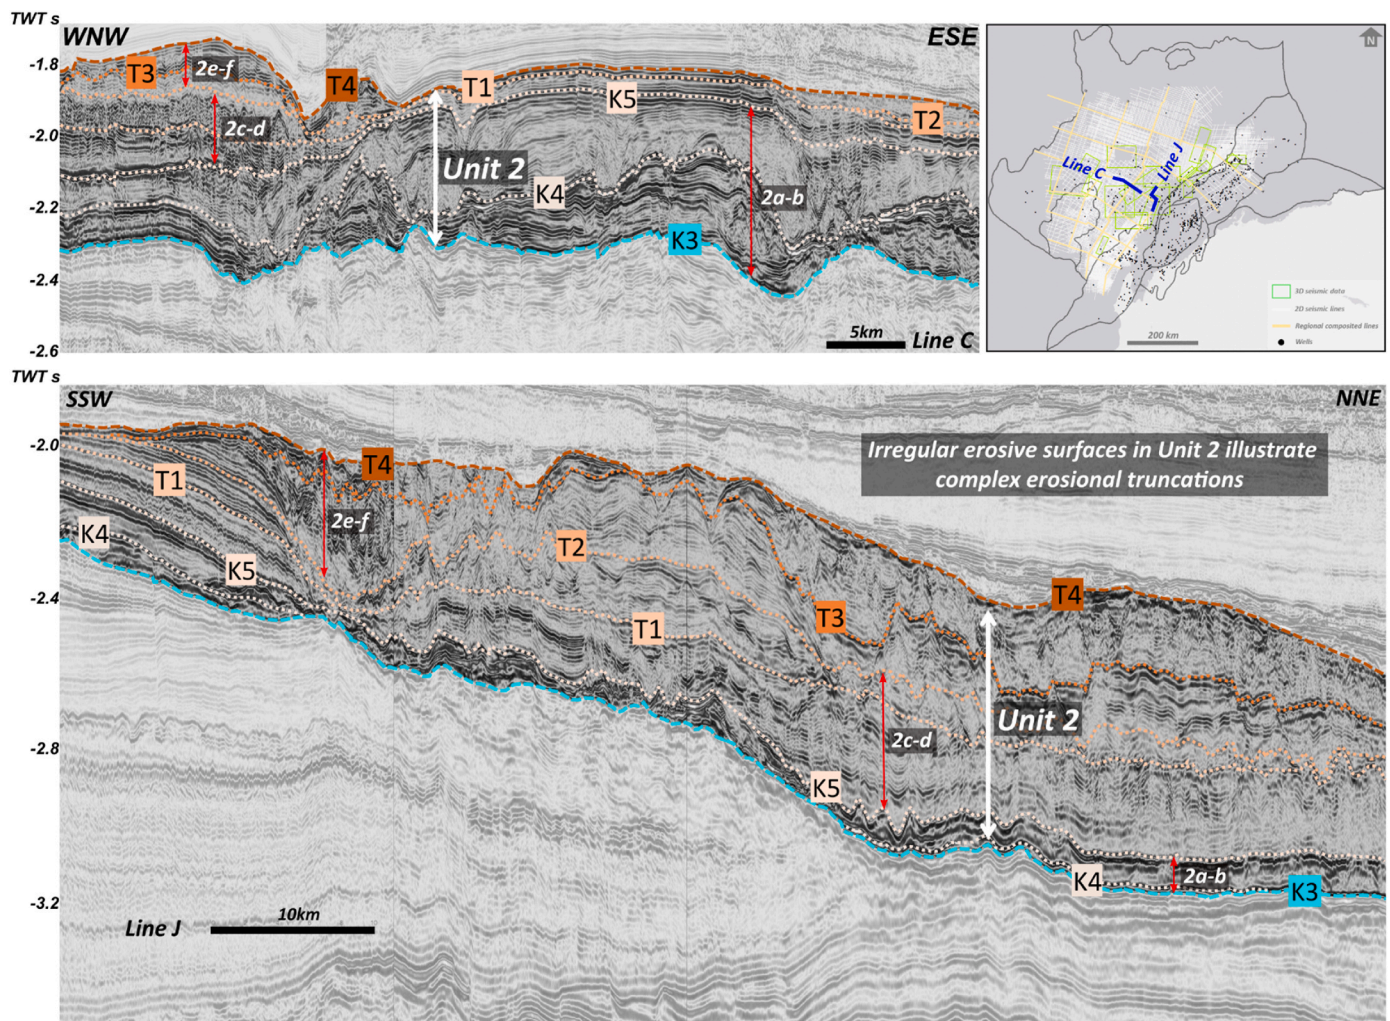 TWT s
WNW
ESE
-1.8
-2.0
-2.2
-2.4
-2.6
T3
2e-f
T4
T1
K5
T2
2c-d
Unit 2
K4
2a-b
K3
5km
Line C
N
Line C
Line J
3D seismic data
2D seismic lines
Regional composited lines
Wells
200 km
TWT s
SSW
NNE
-2.0
-2.4
-2.8
-3.2
Irregular erosive surfaces in Unit 2 illustrate
complex erosional truncations
T4
T1
2e-f
K4
T2
K5
T4
T3
T1
Unit 2
2c-d
K5
2a-b
K4
K3
10km
Line J